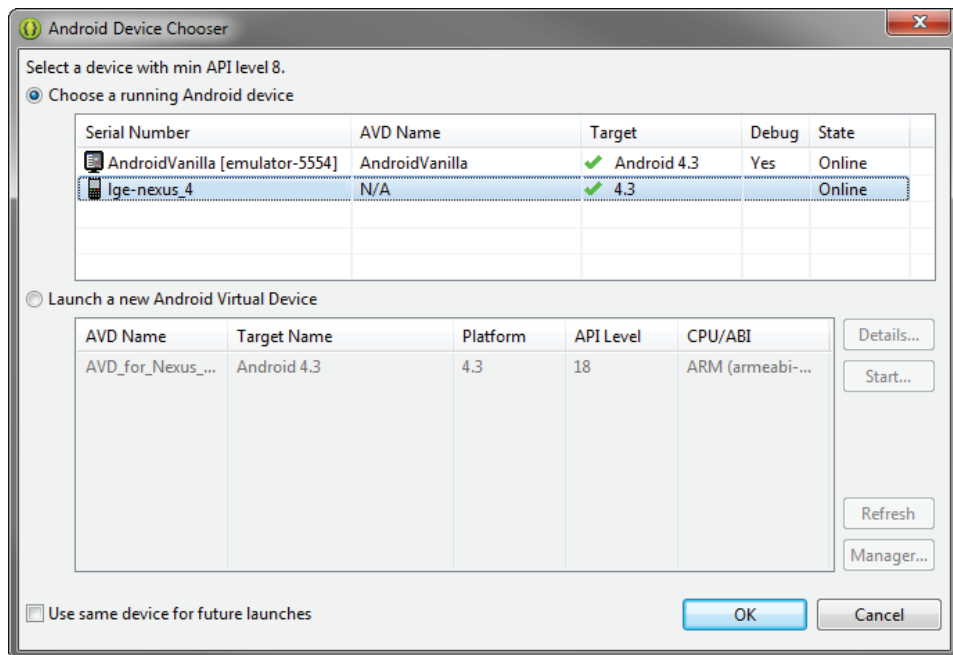 Android Device Chooser
Select a device with min API level 8.
Choose a running Android device
Serial Number AVD Name Target Debug State
AndroidVanilla [emulator-5554] AndroidVanilla Android 4.3 Yes Online
lge-nexus_4 N/A 4.3 Online
Launch a new Android Virtual Device
AVD Name Target Name Platform API Level CPU/ABI
Details...
AVD_for_Nexus_... Android 4.3 4.3 18 ARM (armeabi-...
Start...
Refresh
Manager...
Use same device for future launches
OK Cancel